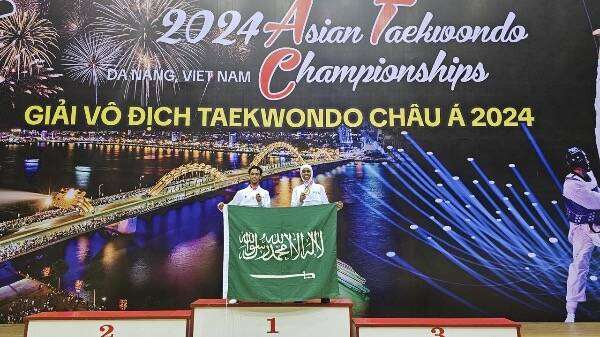 2024 Asian Taekwondo
DA NANG, VIET NAM Championships
GIẢI VÔ ĐỊCH TAEKWONDO CHÂU Á 2024
لا إله إلا الله محمد رسول الله
2 1 3